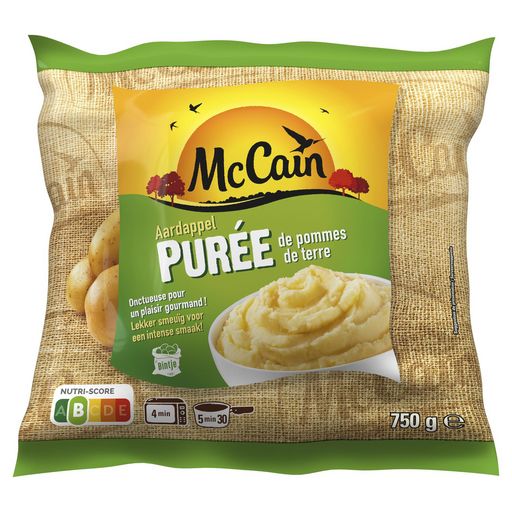 McCain
Aardappel
PURÉE de pommes
de terre
Onctueuse pour
un plaisir gourmand !
Lekker smeuïg voor
een intense smaak!
Bintje
NUTRI-SCORE
A B C D E
4 min
5 min 30
750 g e
Cain